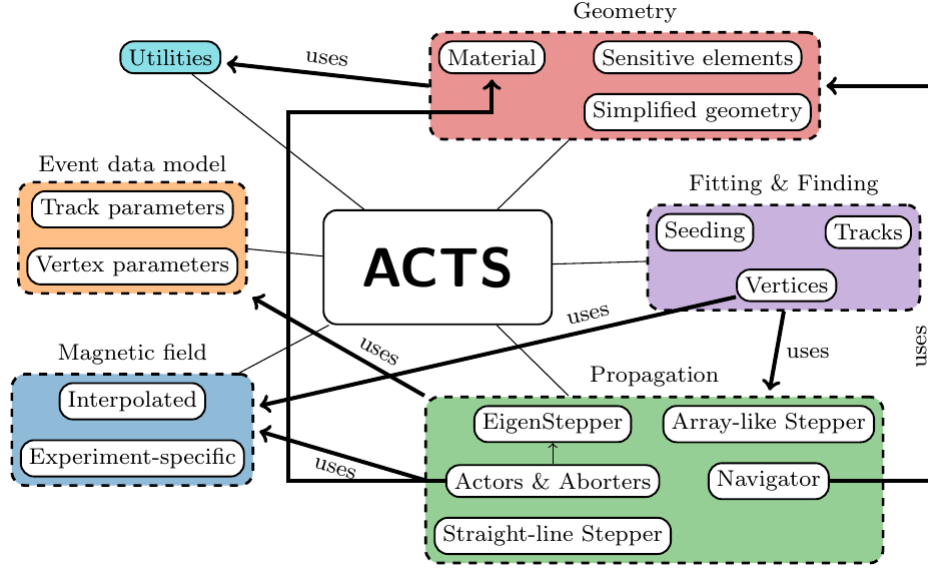 Geometry
Utilities
uses
Material
Sensitive elements
Simplified geometry
Event data model
Track parameters
Vertex parameters
ACTS
Fitting & Finding
Seeding
Tracks
Vertices
uses
uses
uses
uses
Magnetic field
Interpolated
Experiment-specific
uses
Propagation
EigenStepper
Array-like Stepper
Actors & Aborters
Navigator
Straight-line Stepper